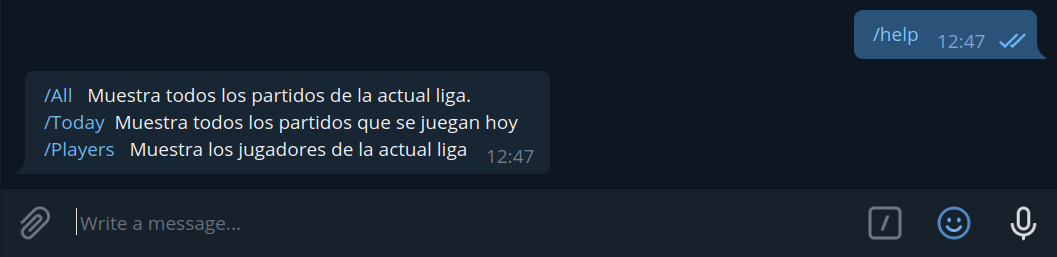 /help 12:47
/All Muestra todos los partidos de la actual liga.
/Today Muestra todos los partidos que se juegan hoy
/Players Muestra los jugadores de la actual liga 12:47
Write a message...